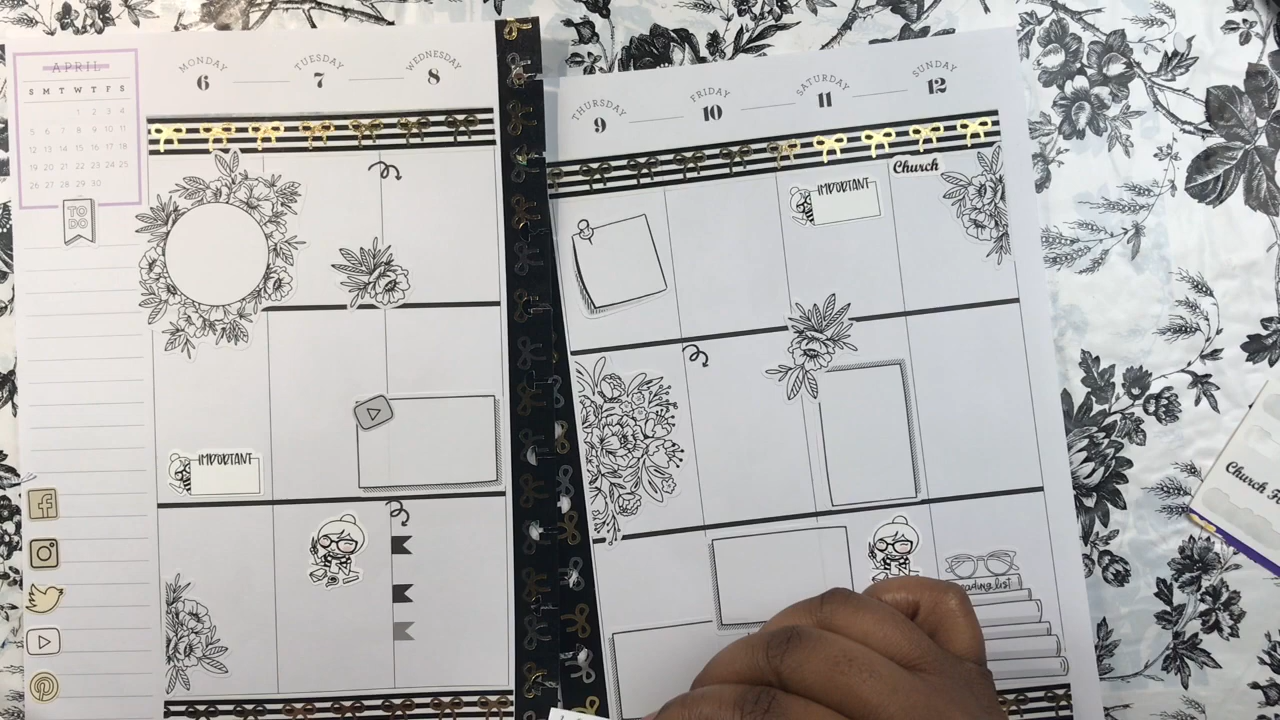 APRIL
S M T W T F S
1 2 3 4
5 6 7 8 9 10 11
12 13 14 15 16 17 18
19 20 21 22 23 24 25
26 27 28 29 30
TO
DO
MONDAY
6
TUESDAY
7
WEDNESDAY
8
THURSDAY
9
FRIDAY
10
SATURDAY
11
SUNDAY
12
Church
IMPORTANT
IMPORTANT
eading list
Church